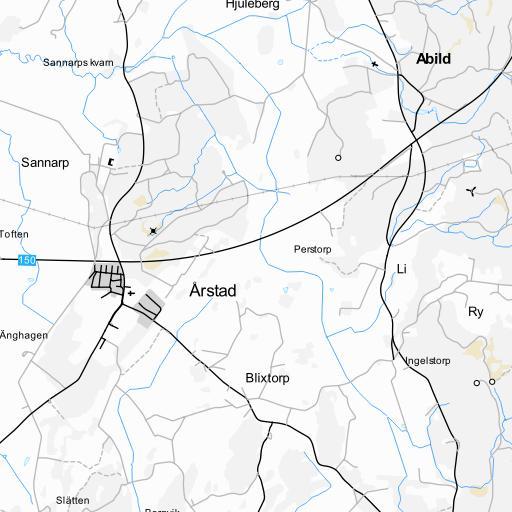 Hjuleberg
Abild
Sannarps kvarn
Sannarp
Toften
Perstorp
150
Li
Årstad
Ry
Änghagen
Ingelstorp
Blixtorp
Slätten